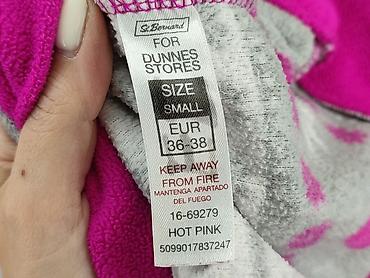 St. Bernard
FOR
DUNNES
STORES
SIZE
SMALL
EUR
36-38
KEEP AWAY
FROM FIRE
MANTENGA APARTADO
DEL FUEGO
16-69279
HOT PINK
5099017837247